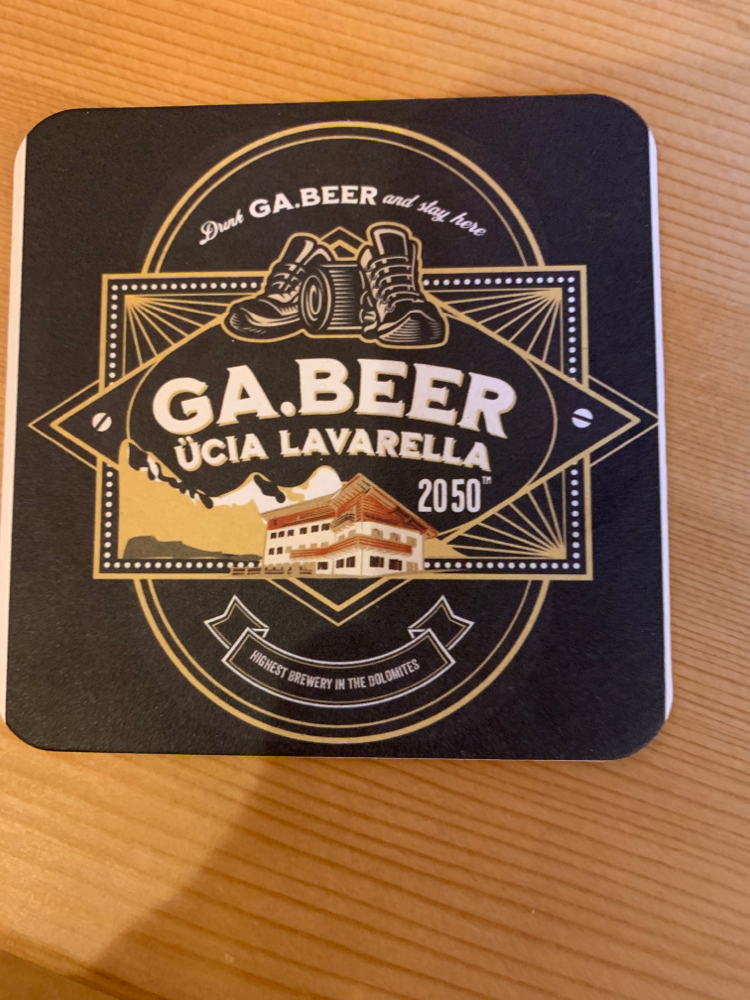 Drink GA.BEER and stay here
GA.BEER
ÜCIA LAVARELLA
2050™
HIGHEST BREWERY IN THE DOLOMITES